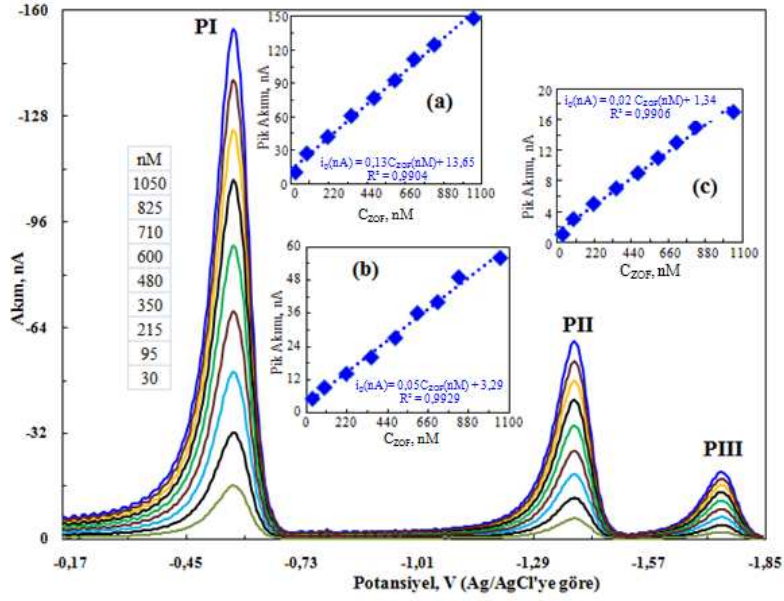 -160
-128
-96
-64
-32
0
Akım, nA
-0,17
-0,45
-0,73
-1,01
-1,29
-1,57
-1,85
Potansiyel, V (Ag/AgCl'ye göre)
PI
PII
PIII
nM
1050
825
710
600
480
350
215
95
30
150
120
90
60
30
0
Pik Akımı, nA
(a)
i_p(nA) = 0,13C_ZOF(nM)+ 13,65
R² = 0,9904
0 220 440 660 880 1100
C_ZOF, nM
60
48
36
24
12
0
Pik Akımı, nA
(b)
i_p(nA)= 0,05C_ZOF(nM) + 3,29
R² = 0,9929
0 220 440 660 880 1100
C_ZOF, nM
20
16
12
8
4
0
Pik Akımı, nA
i_p(nA) = 0,02 C_ZOF(nM)+ 1,34
R² = 0,9906
(c)
0 220 440 660 880 1100
C_ZOF, nM